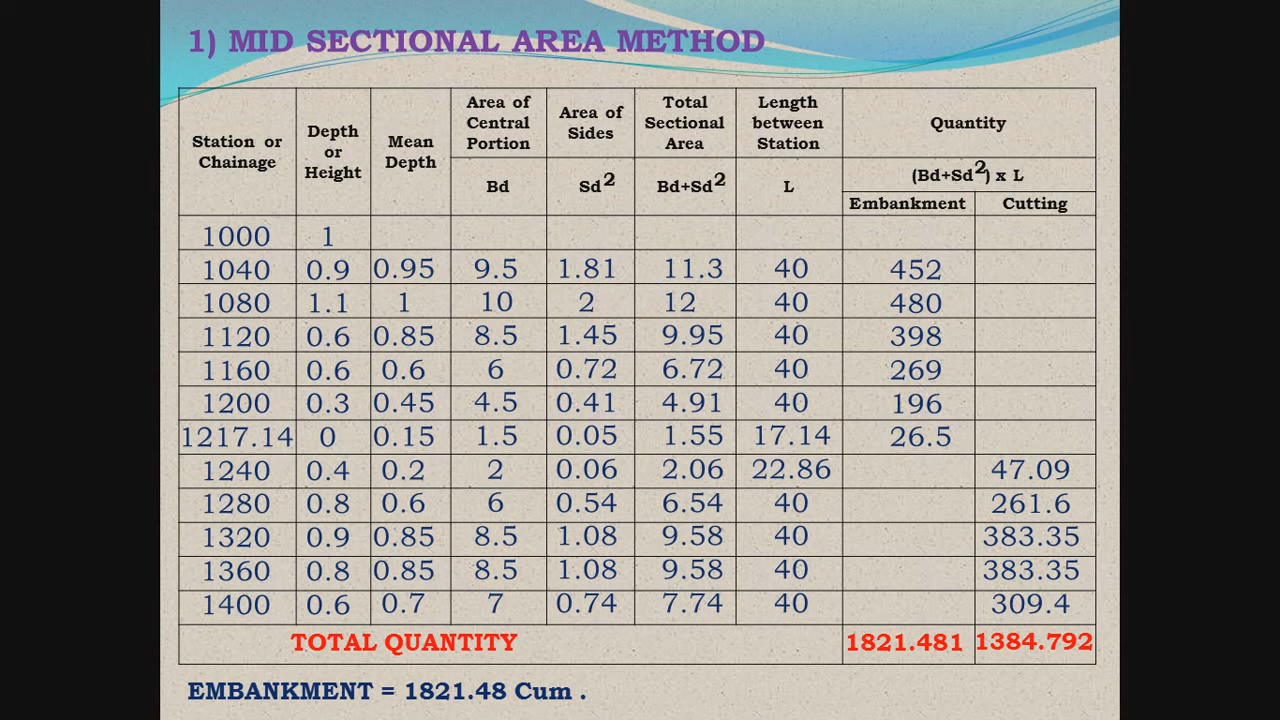 1) MID SECTIONAL AREA METHOD
Station or Chainage Depth or Height Mean Depth Area of Central Portion Area of Sides Total Sectional Area Length between Station Quantity
Bd Sd2 Bd+Sd2 L (Bd+Sd2) x L
Embankment Cutting
1000 1
1040 0.9 0.95 9.5 1.81 11.3 40 452
1080 1.1 1 10 2 12 40 480
1120 0.6 0.85 8.5 1.45 9.95 40 398
1160 0.6 0.6 6 0.72 6.72 40 269
1200 0.3 0.45 4.5 0.41 4.91 40 196
1217.14 0 0.15 1.5 0.05 1.55 17.14 26.5
1240 0.4 0.2 2 0.06 2.06 22.86 47.09
1280 0.8 0.6 6 0.54 6.54 40 261.6
1320 0.9 0.85 8.5 1.08 9.58 40 383.35
1360 0.8 0.85 8.5 1.08 9.58 40 383.35
1400 0.6 0.7 7 0.74 7.74 40 309.4
TOTAL QUANTITY 1821.481 1384.792
EMBANKMENT = 1821.48 Cum .